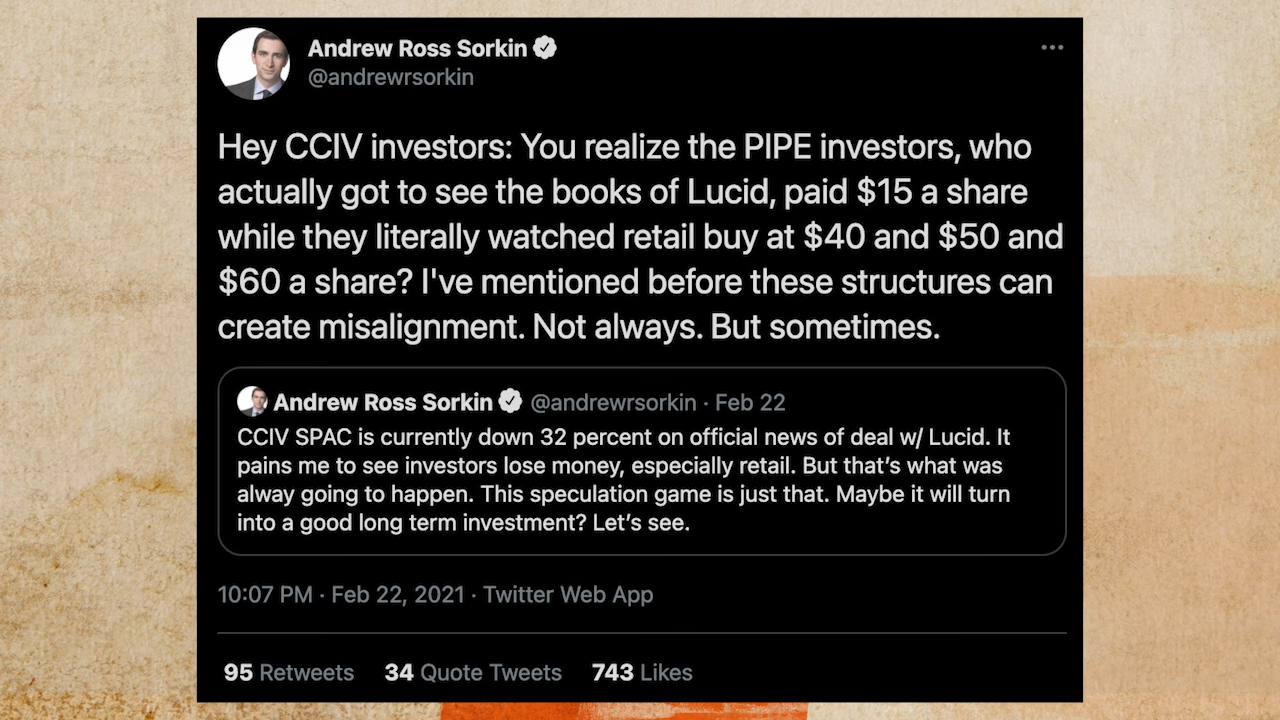 Andrew Ross Sorkin
@andrewrsorkin
Hey CCIV investors: You realize the PIPE investors, who
actually got to see the books of Lucid, paid $15 a share
while they literally watched retail buy at $40 and $50 and
$60 a share? I've mentioned before these structures can
create misalignment. Not always. But sometimes.
Andrew Ross Sorkin @andrewrsorkin · Feb 22
CCIV SPAC is currently down 32 percent on official news of deal w/ Lucid. It
pains me to see investors lose money, especially retail. But that’s what was
alway going to happen. This speculation game is just that. Maybe it will turn
into a good long term investment? Let’s see.
10:07 PM · Feb 22, 2021 · Twitter Web App
95 Retweets 34 Quote Tweets 743 Likes